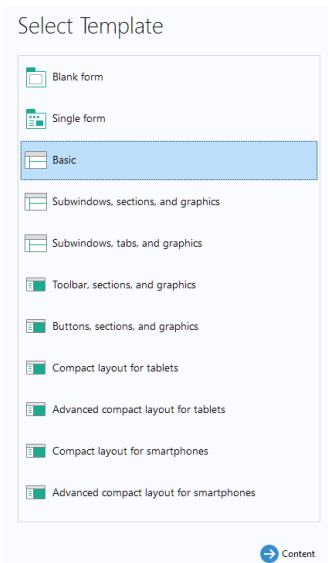 Select Template
Blank form
Single form
Basic
Subwindows, sections, and graphics
Subwindows, tabs, and graphics
Toolbar, sections, and graphics
Buttons, sections, and graphics
Compact layout for tablets
Advanced compact layout for tablets
Compact layout for smartphones
Advanced compact layout for smartphones
Content